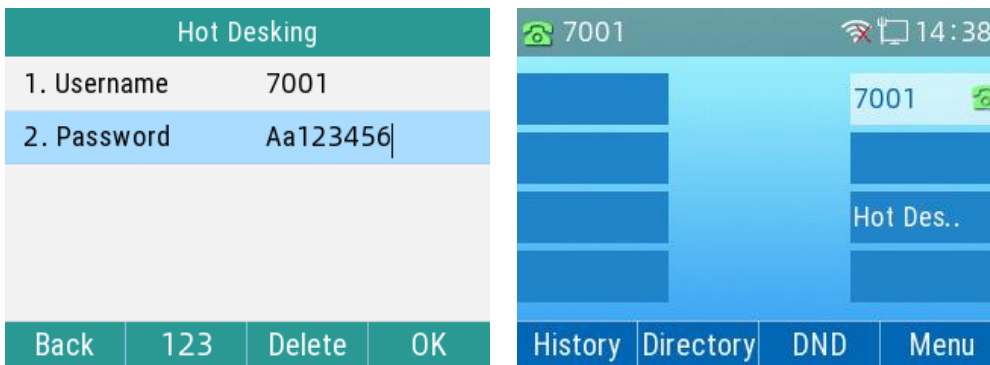 Hot Desking
1. Username 7001
2. Password Aa123456
Back 123 Delete OK
7001 14:38
7001
Hot Des..
History Directory DND Menu